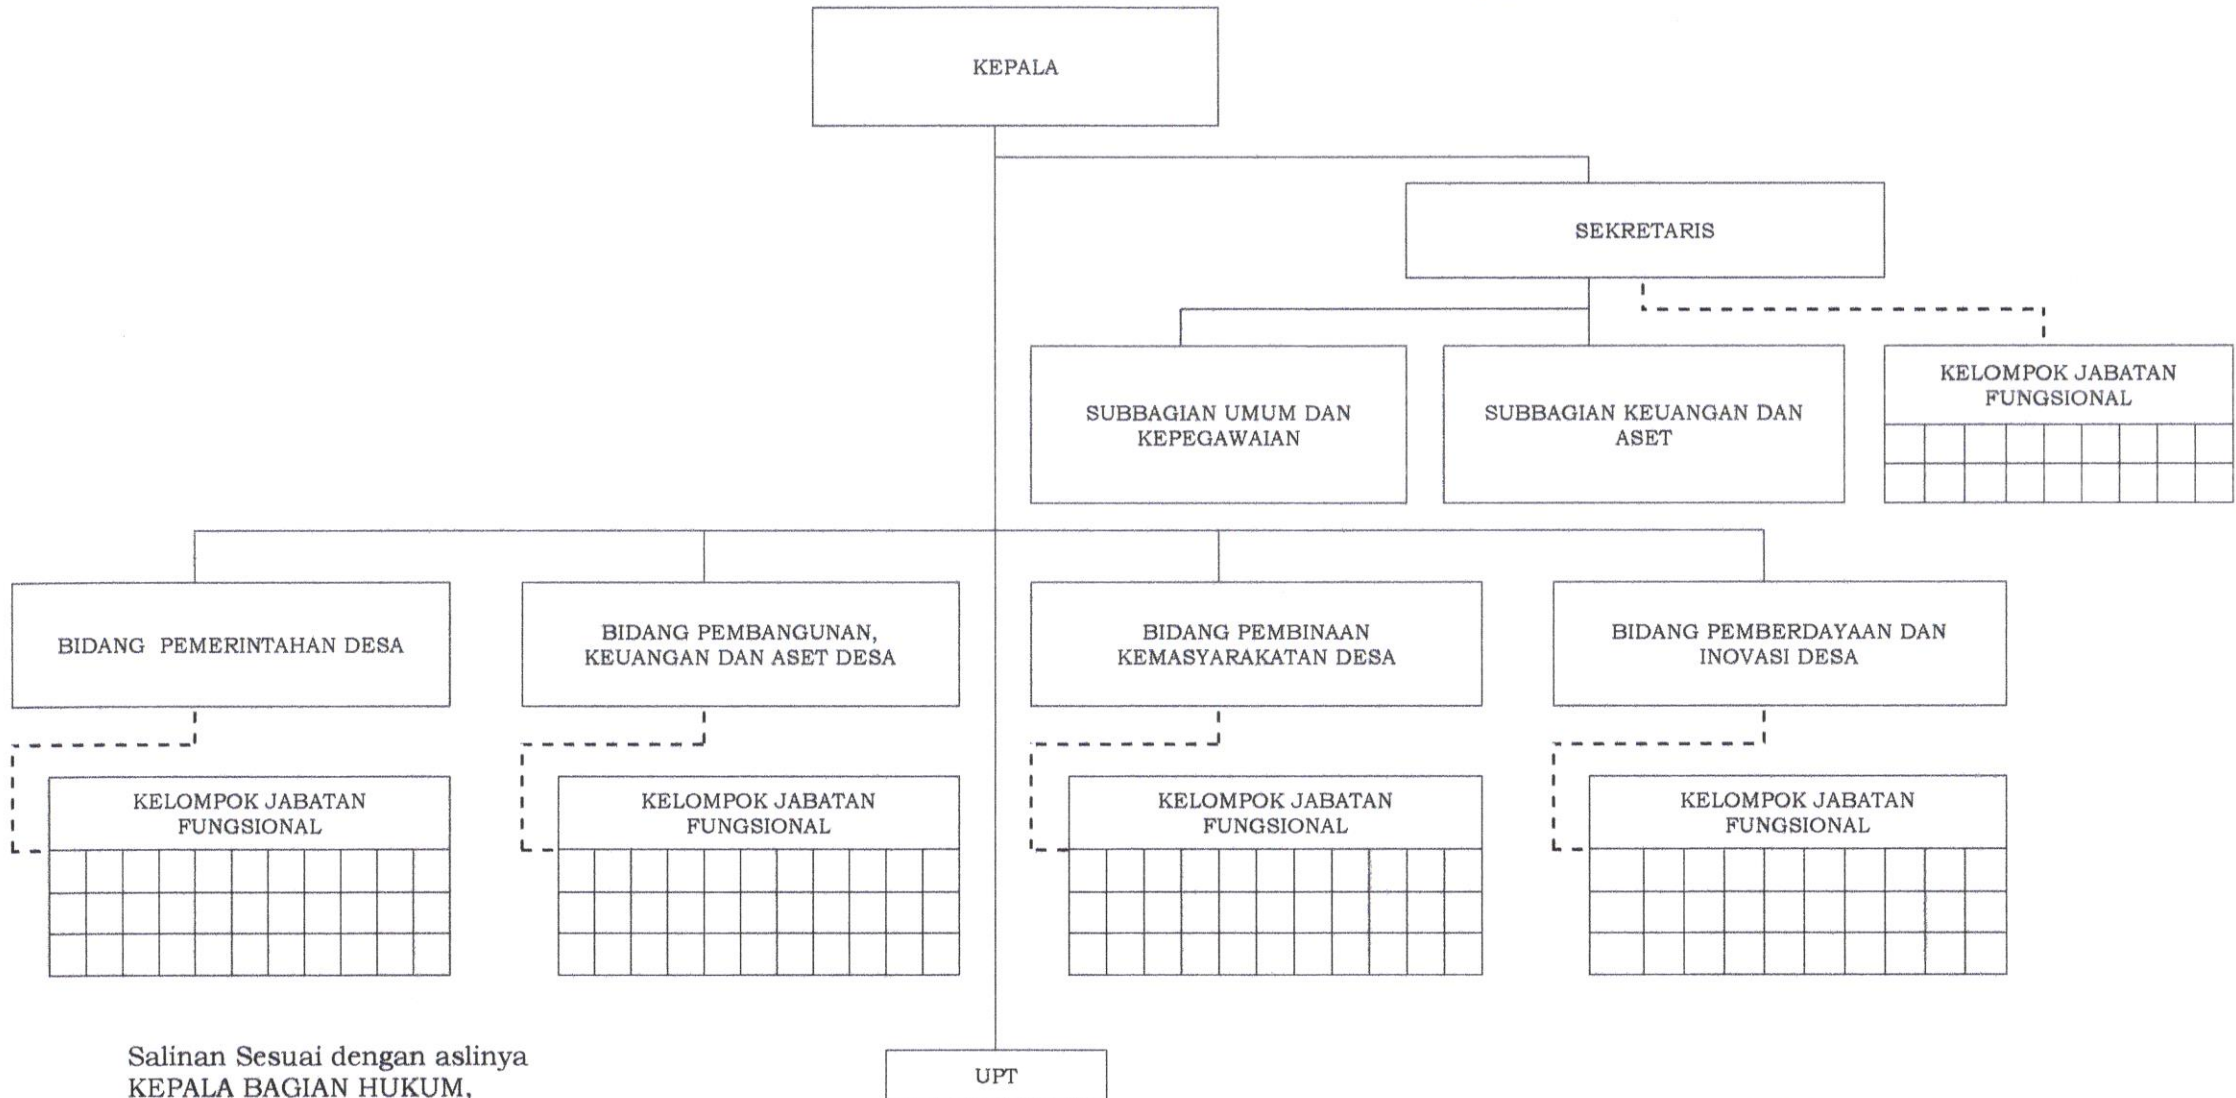 KEPALA
SEKRETARIS
SUBBAGIAN UMUM DAN
KEPEGAWAIAN
SUBBAGIAN KEUANGAN DAN
ASET
KELOMPOK JABATAN
FUNGSIONAL
BIDANG PEMERINTAHAN DESA
BIDANG PEMBANGUNAN,
KEUANGAN DAN ASET DESA
BIDANG PEMBINAAN
KEMASYARAKATAN DESA
BIDANG PEMBERDAYAAN DAN
INOVASI DESA
KELOMPOK JABATAN
FUNGSIONAL
KELOMPOK JABATAN
FUNGSIONAL
KELOMPOK JABATAN
FUNGSIONAL
KELOMPOK JABATAN
FUNGSIONAL
Salinan Sesuai dengan aslinya
KEPALA BAGIAN HUKUM,
UPT